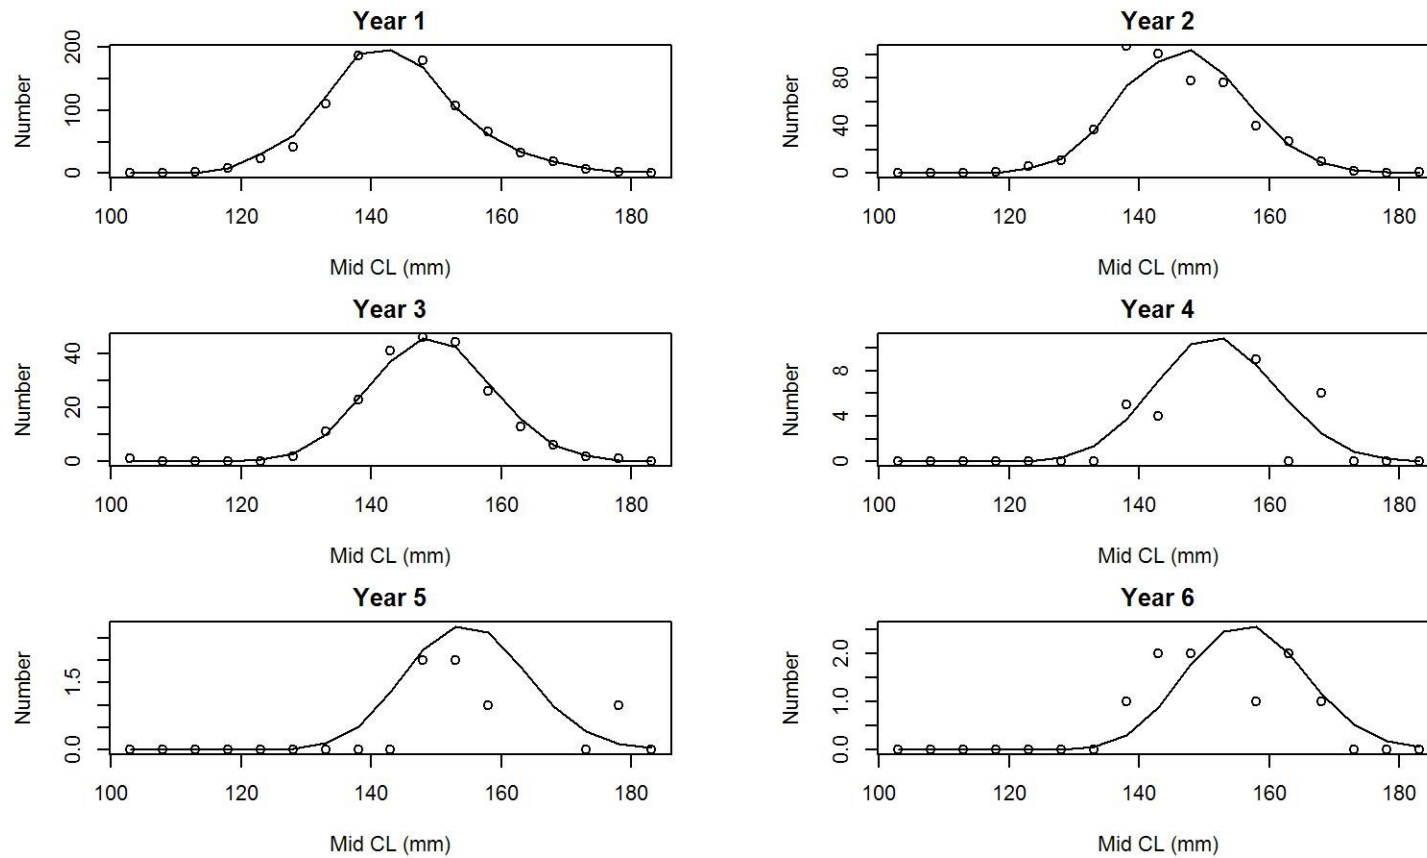 Year 1
Number
0 100 200
100 120 140 160 180
Mid CL (mm)
Year 2
Number
0 40 80
100 120 140 160 180
Mid CL (mm)
Year 3
Number
0 20 40
100 120 140 160 180
Mid CL (mm)
Year 4
Number
0 4 8
100 120 140 160 180
Mid CL (mm)
Year 5
Number
0.0 1.5
100 120 140 160 180
Mid CL (mm)
Year 6
Number
0.0 1.0 2.0
100 120 140 160 180
Mid CL (mm)